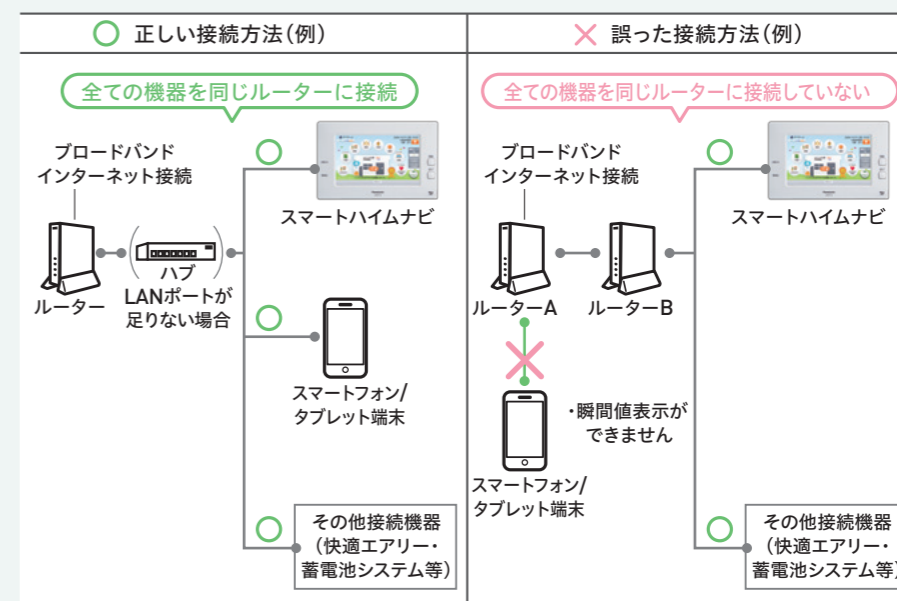 ○ 正しい接続方法(例)
× 誤った接続方法(例)
全ての機器を同じルーターに接続
ブロードバンド
インターネット接続
スマートハイムナビ
ルーター
ハブ
LANポートが
足りない場合
スマートフォン/
タブレット端末
その他接続機器
(快適エアリー・
蓄電池システム等)
全ての機器を同じルーターに接続していない
ブロードバンド
インターネット接続
スマートハイムナビ
ルーターA
ルーターB
・瞬間値表示が
できません
スマートフォン/
タブレット端末
その他接続機器
(快適エアリー・
蓄電池システム等)